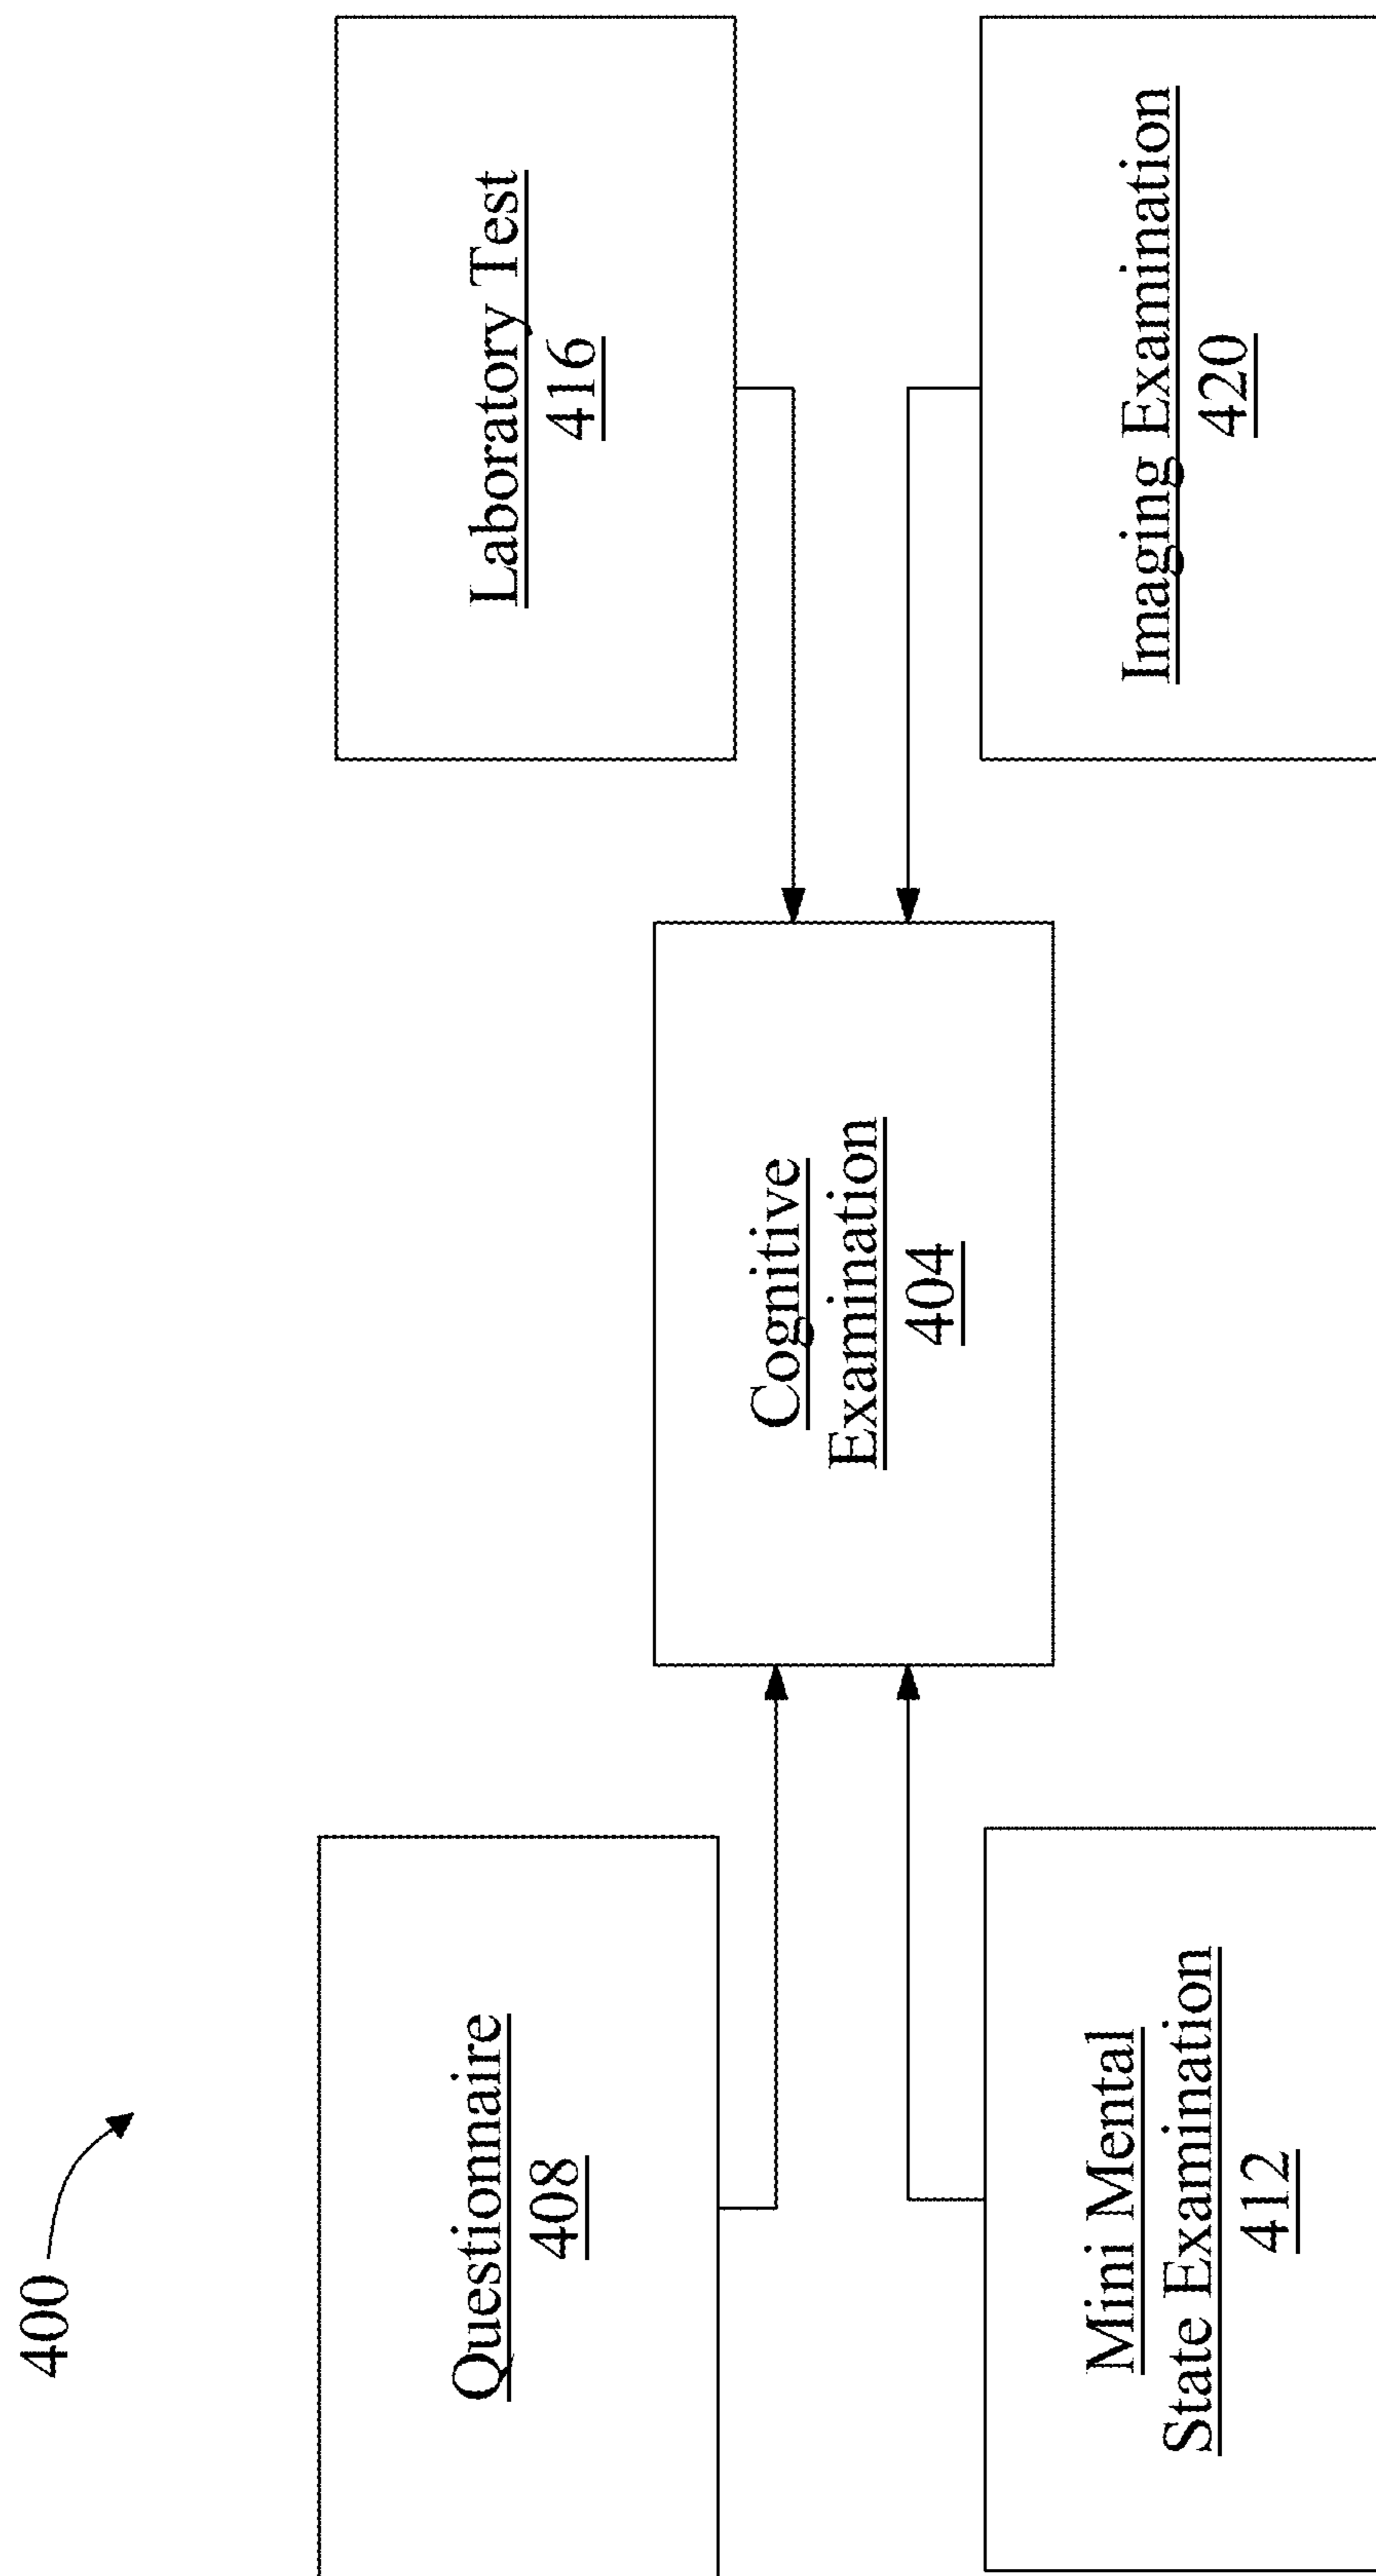 400
Questionnaire
408
Laboratory Test
416
Cognitive
Examination
404
Mini Mental
State Examination
412
Imaging Examination
420